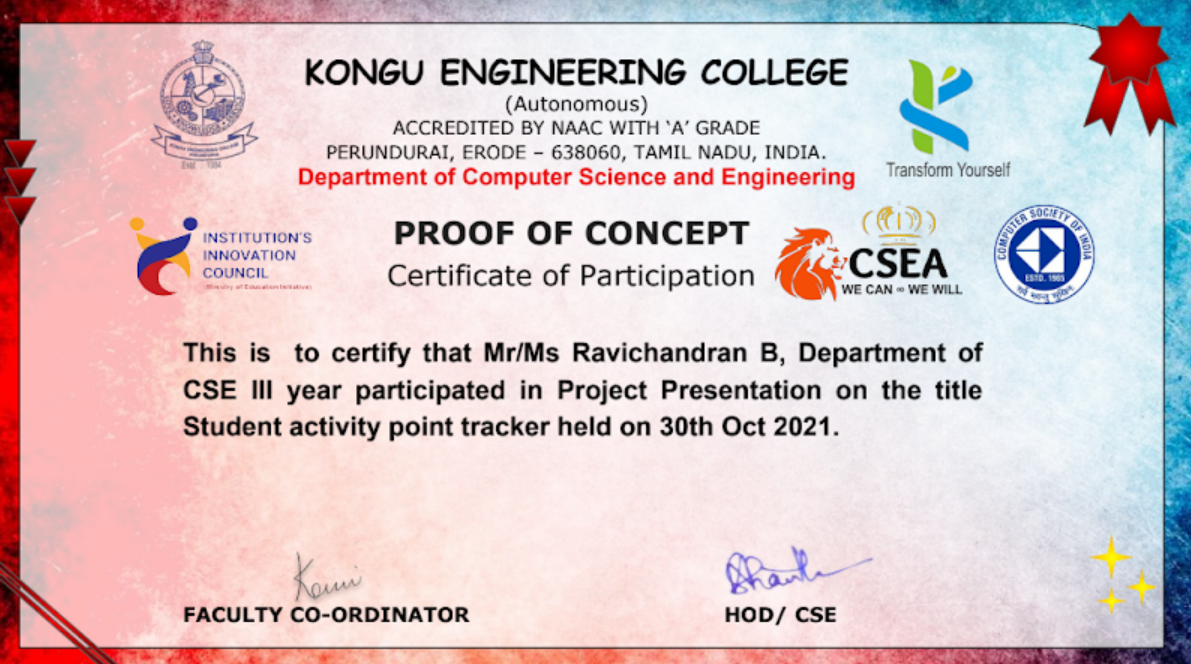 KONGU ENGINEERING COLLEGE
(Autonomous)
ACCREDITED BY NAAC WITH ‘A’ GRADE
PERUNDURAI, ERODE – 638060, TAMIL NADU, INDIA.
Department of Computer Science and Engineering
KONGU ENGINEERING COLLEGE
PERUNDURAI
Estd : 1984
Transform Yourself
INSTITUTION'S
INNOVATION
COUNCIL
(Ministry of Education Initiative)
PROOF OF CONCEPT
Certificate of Participation
CSEA
WE CAN ∞ WE WILL
COMPUTER SOCIETY OF INDIA
ESTD. 1965
This is to certify that Mr/Ms Ravichandran B, Department of
CSE III year participated in Project Presentation on the title
Student activity point tracker held on 30th Oct 2021.
FACULTY CO-ORDINATOR
HOD/ CSE